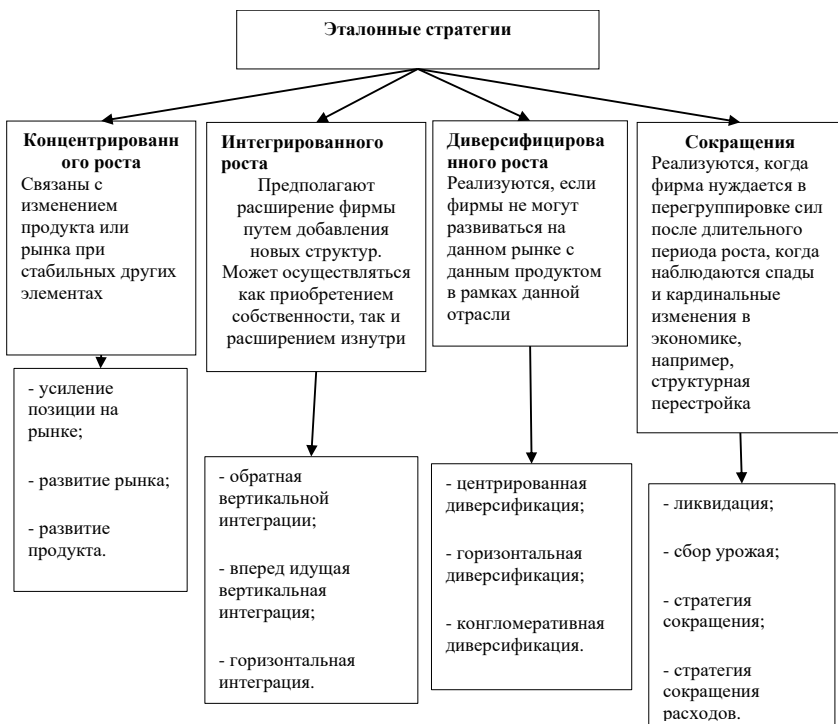 Эталонные стратегии
Концентрированн
ого роста
Связаны с
изменением
продукта или
рынка при
стабильных других
элементах
- усиление
позиции на
рынке;
- развитие рынка;
- развитие
продукта.
Интегрированного
роста
Предполагают
расширение фирмы
путем добавления
новых структур.
Может осуществляться
как приобретением
собственности, так и
расширением изнутри
- обратная
вертикальной
интеграции;
- вперед идущая
вертикальная
интеграция;
- горизонтальная
интеграция.
Диверсифицирова
нного роста
Реализуются, если
фирмы не могут
развиваться на
данном рынке с
данным продуктом
в рамках данной
отрасли
- центрированная
диверсификация;
- горизонтальная
диверсификация;
- конгломеративная
диверсификация.
Сокращения
Реализуются, когда
фирма нуждается в
перегруппировке сил
после длительного
периода роста, когда
наблюдаются спады
и кардинальные
изменения в
экономике,
например,
структурная
перестройка
- ликвидация;
- сбор урожая;
- стратегия
сокращения;
- стратегия
сокращения
расходов.